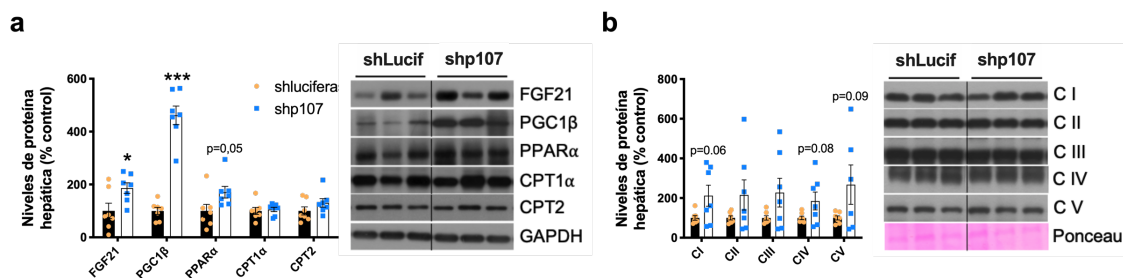 a
Niveles de proteína
hepática (% control)
600
400
200
0
***
*
p=0,05
shluciferas
shp107
FGF21
PGC1β
PPARα
CPT1α
CPT2
shLucif shp107
FGF21
PGC1β
PPARα
CPT1α
CPT2
GAPDH
b
Niveles de proteína
hepática (% control)
800
600
400
200
0
p=0.06
p=0.08
p=0.09
CI
CII
CIII
CIV
CV
shLucif shp107
C I
C II
C III
C IV
C V
Ponceau